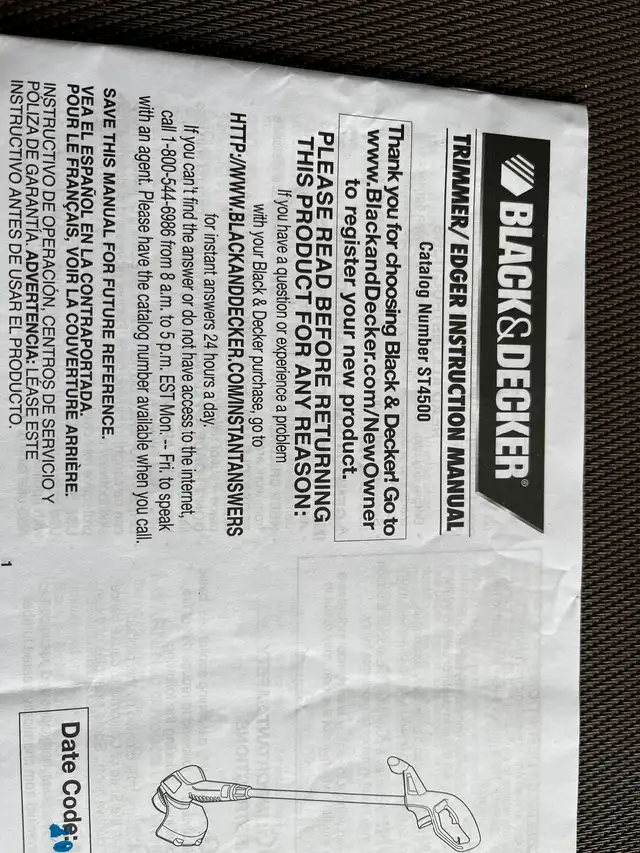 BLACK&DECKER®
TRIMMER/ EDGER INSTRUCTION MANUAL
Catalog Number ST4500
Thank you for choosing Black & Decker! Go to
www.BlackandDecker.com/NewOwner
to register your new product.
PLEASE READ BEFORE RETURNING
THIS PRODUCT FOR ANY REASON:
If you have a question or experience a problem
with your Black & Decker purchase, go to
HTTP://WWW.BLACKANDDECKER.COM/INSTANTANSWERS
for instant answers 24 hours a day.
If you can't find the answer or do not have access to the internet,
call 1-800-544-6986 from 8 a.m. to 5 p.m. EST Mon. -- Fri. to speak
with an agent. Please have the catalog number available when you call.
SAVE THIS MANUAL FOR FUTURE REFERENCE.
VEA EL ESPAÑOL EN LA CONTRAPORTADA.
POUR LE FRANÇAIS, VOIR LA COUVERTURE ARRIÈRE.
INSTRUCTIVO DE OPERACIÓN, CENTROS DE SERVICIO Y
PÓLIZA DE GARANTÍA. ADVERTENCIA: LÉASE ESTE
INSTRUCTIVO ANTES DE USAR EL PRODUCTO.
1
Date Code: